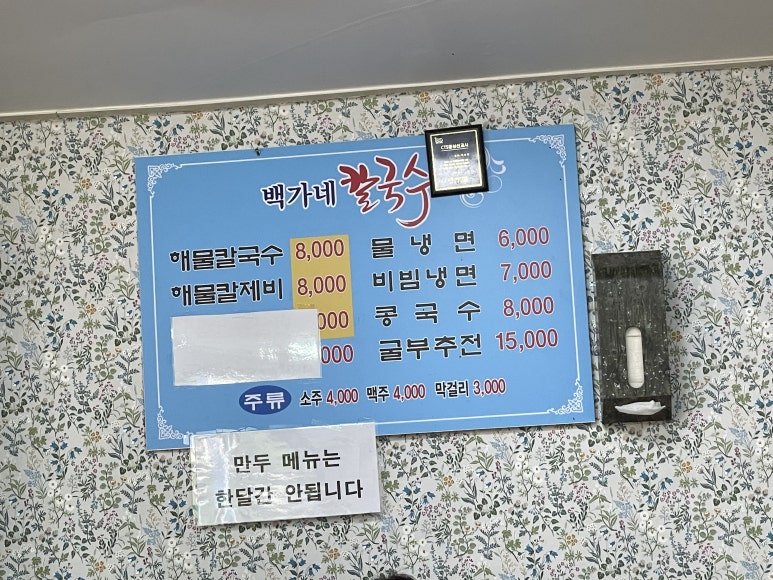 백가네 칼국수
해물칼국수 8,000
해물칼제비 8,000
,000
,000
물냉면 6,000
비빔냉면 7,000
콩국수 8,000
굴부추전 15,000
주류 소주 4,000 맥주 4,000 막걸리 3,000
만두 메뉴는
한달간 안됩니다